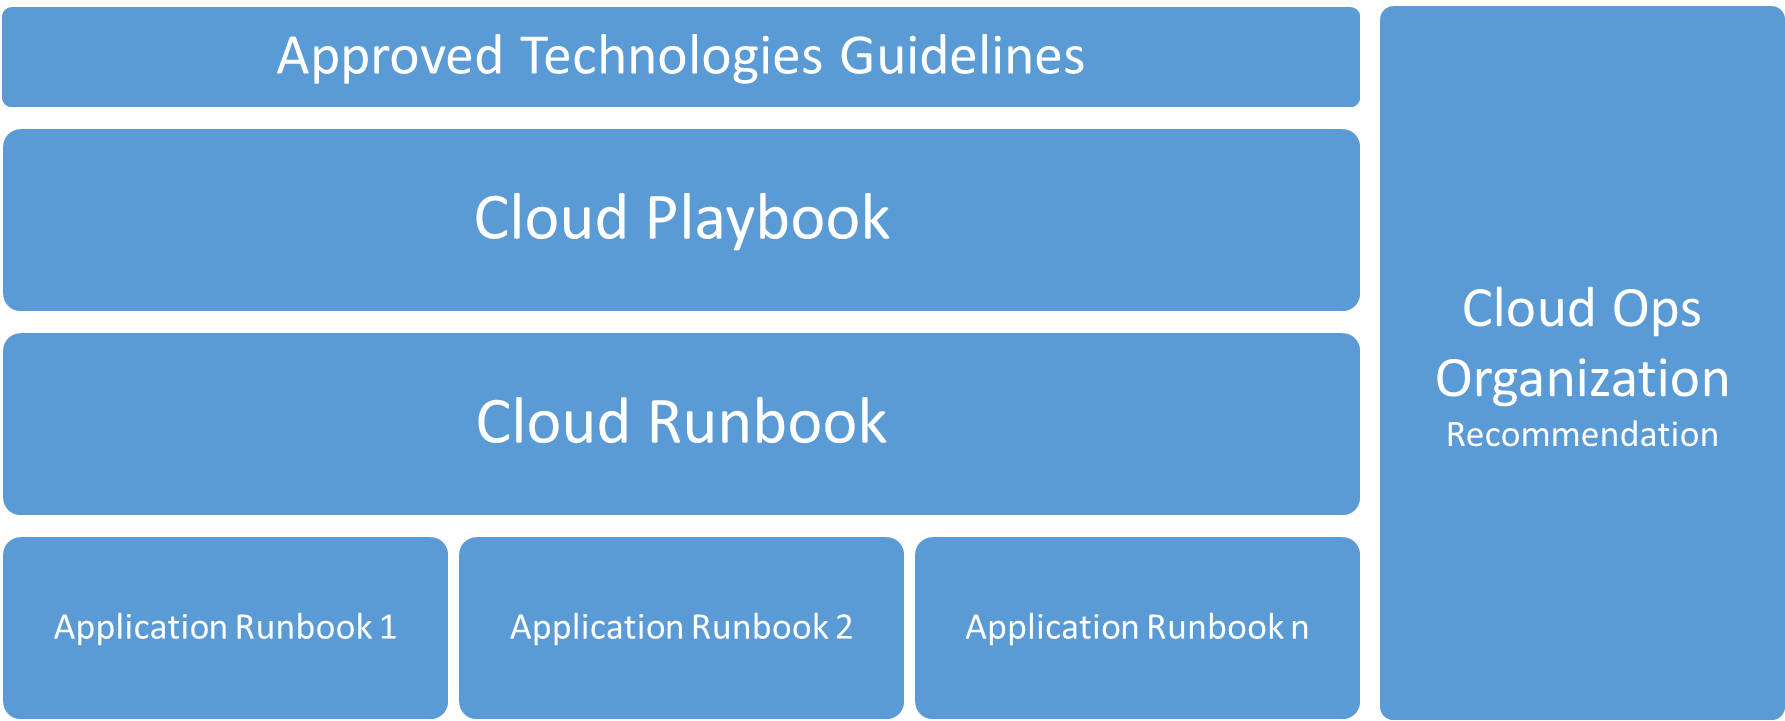 Approved Technologies Guidelines
Cloud Playbook
Cloud Runbook
Application Runbook 1
Application Runbook 2
Application Runbook n
Cloud Ops
Organization
Recommendation